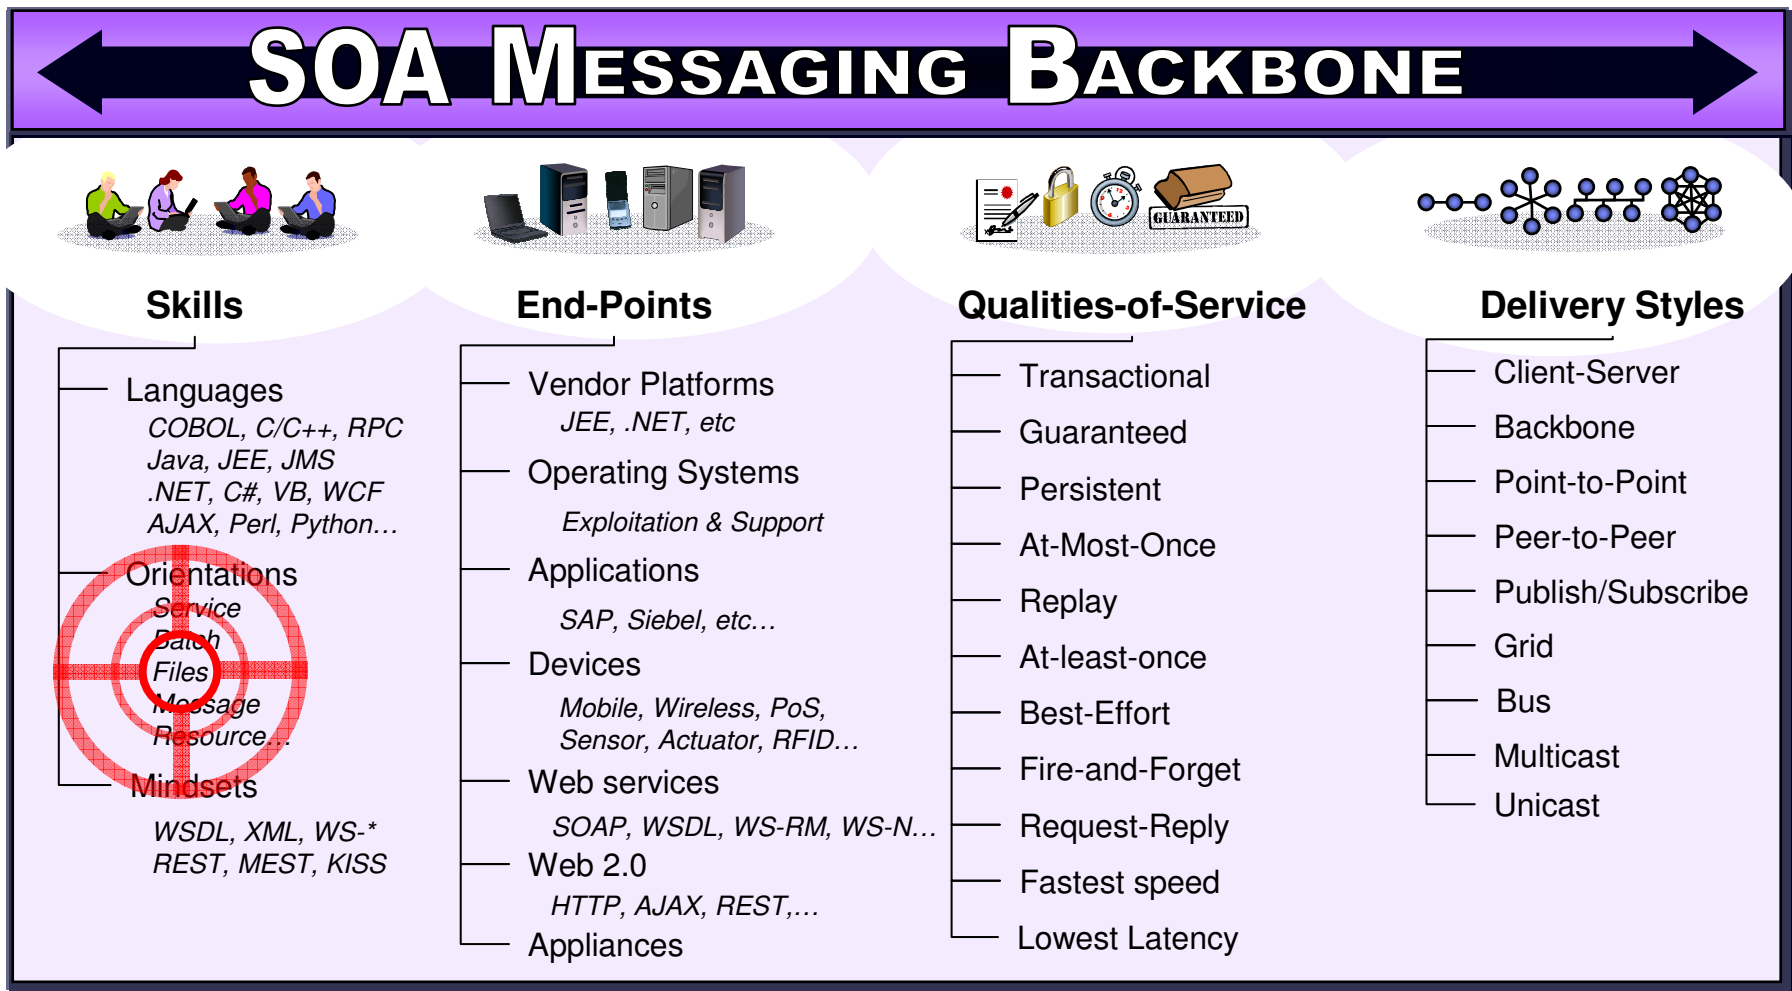 SOA MESSAGING BACKBONE
GUARANTEED
Skills
Languages
COBOL, C/C++, RPC
Java, JEE, JMS
.NET, C#, VB, WCF
AJAX, Perl, Python…
Orientations
Service
Batch
Files
Message
Resource…
Mindsets
WSDL, XML, WS-*
REST, MEST, KISS
End-Points
Vendor Platforms
JEE, .NET, etc
Operating Systems
Exploitation & Support
Applications
SAP, Siebel, etc…
Devices
Mobile, Wireless, PoS,
Sensor, Actuator, RFID…
Web services
SOAP, WSDL, WS-RM, WS-N…
Web 2.0
HTTP, AJAX, REST,…
Appliances
Qualities-of-Service
Transactional
Guaranteed
Persistent
At-Most-Once
Replay
At-least-once
Best-Effort
Fire-and-Forget
Request-Reply
Fastest speed
Lowest Latency
Delivery Styles
Client-Server
Backbone
Point-to-Point
Peer-to-Peer
Publish/Subscribe
Grid
Bus
Multicast
Unicast